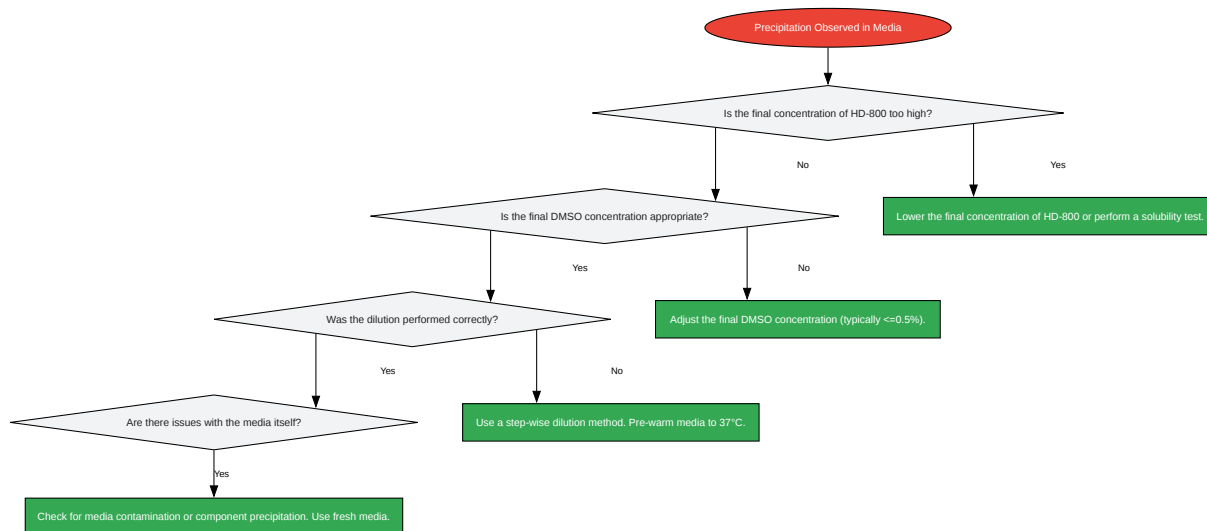 Precipitation Observed in Media
Is the final concentration of HD-800 too high?
No
Yes
Is the final DMSO concentration appropriate?
Lower the final concentration of HD-800 or perform a solubility test.
Yes
No
Was the dilution performed correctly?
Adjust the final DMSO concentration (typically <=0.5%).
Yes
No
Are there issues with the media itself?
Use a step-wise dilution method. Pre-warm media to 37°C.
Yes
Check for media contamination or component precipitation. Use fresh media.